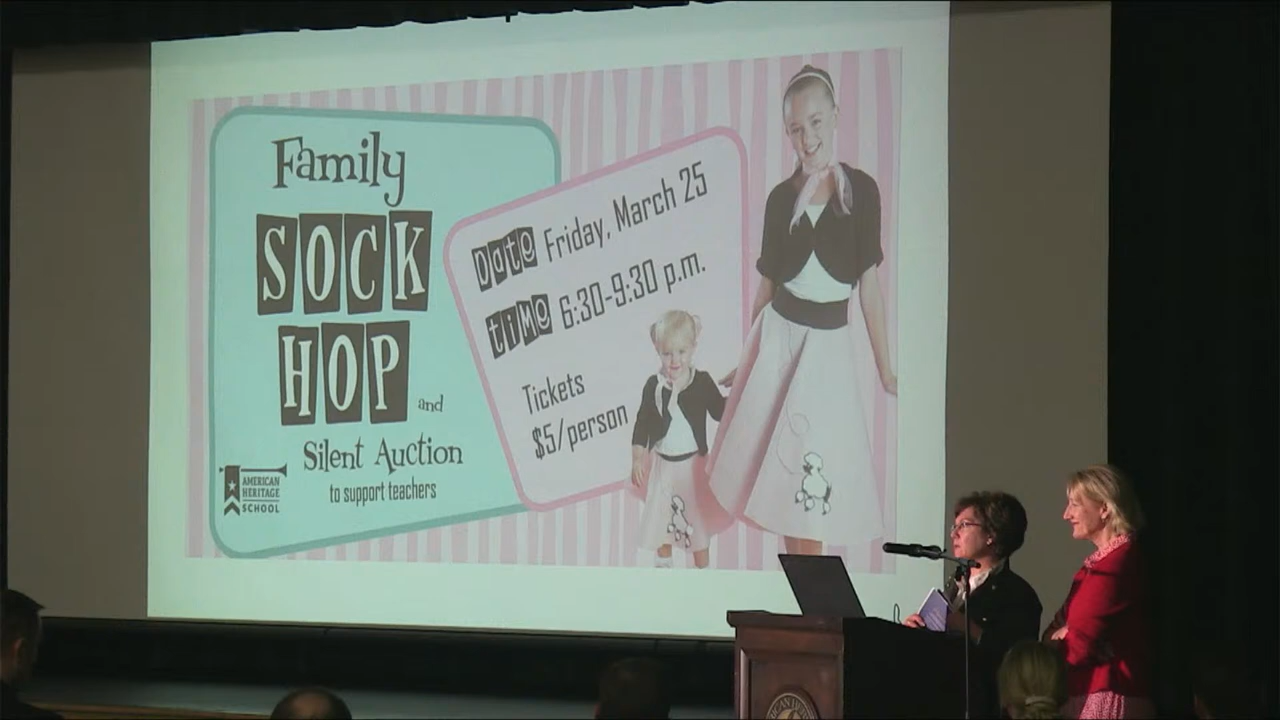 Family
SOCK
HOP and
Silent Auction
to support teachers
AMERICAN
HERITAGE
SCHOOL
Date Friday, March 25
time 6:30-9:30 p.m.
Tickets
$5/person